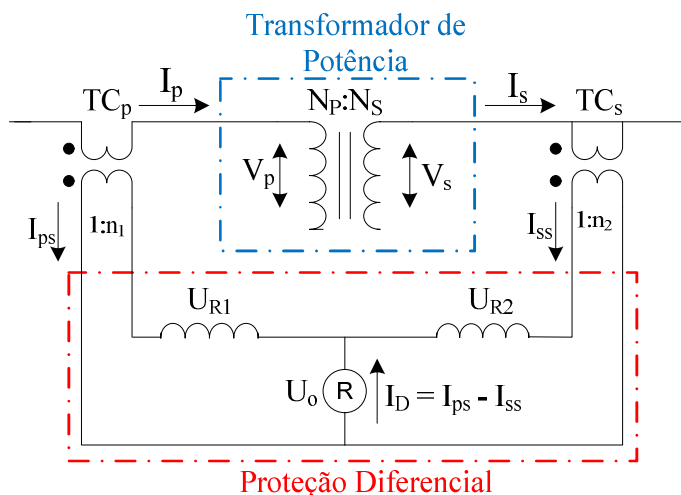 Transformador de
Potência
TCp
Ip
NP:NS
Is
TCs
Vp
Vs
Ips
1:n1
Iss
1:n2
UR1
UR2
Uo
R
ID = Ips - Iss
Proteção Diferencial